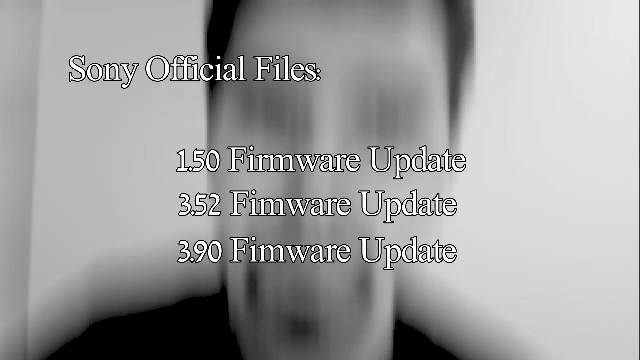 Sony Official Files:
1.50 Firmware Update
3.52 Fimware Update
3.90 Fimware Update